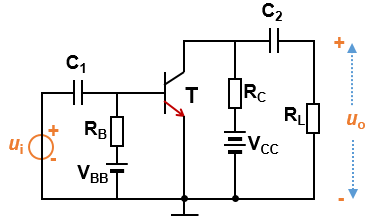 C2
C1
+
T
RC
+
RB
RL
uo
ui
-
VCC
VBB
-